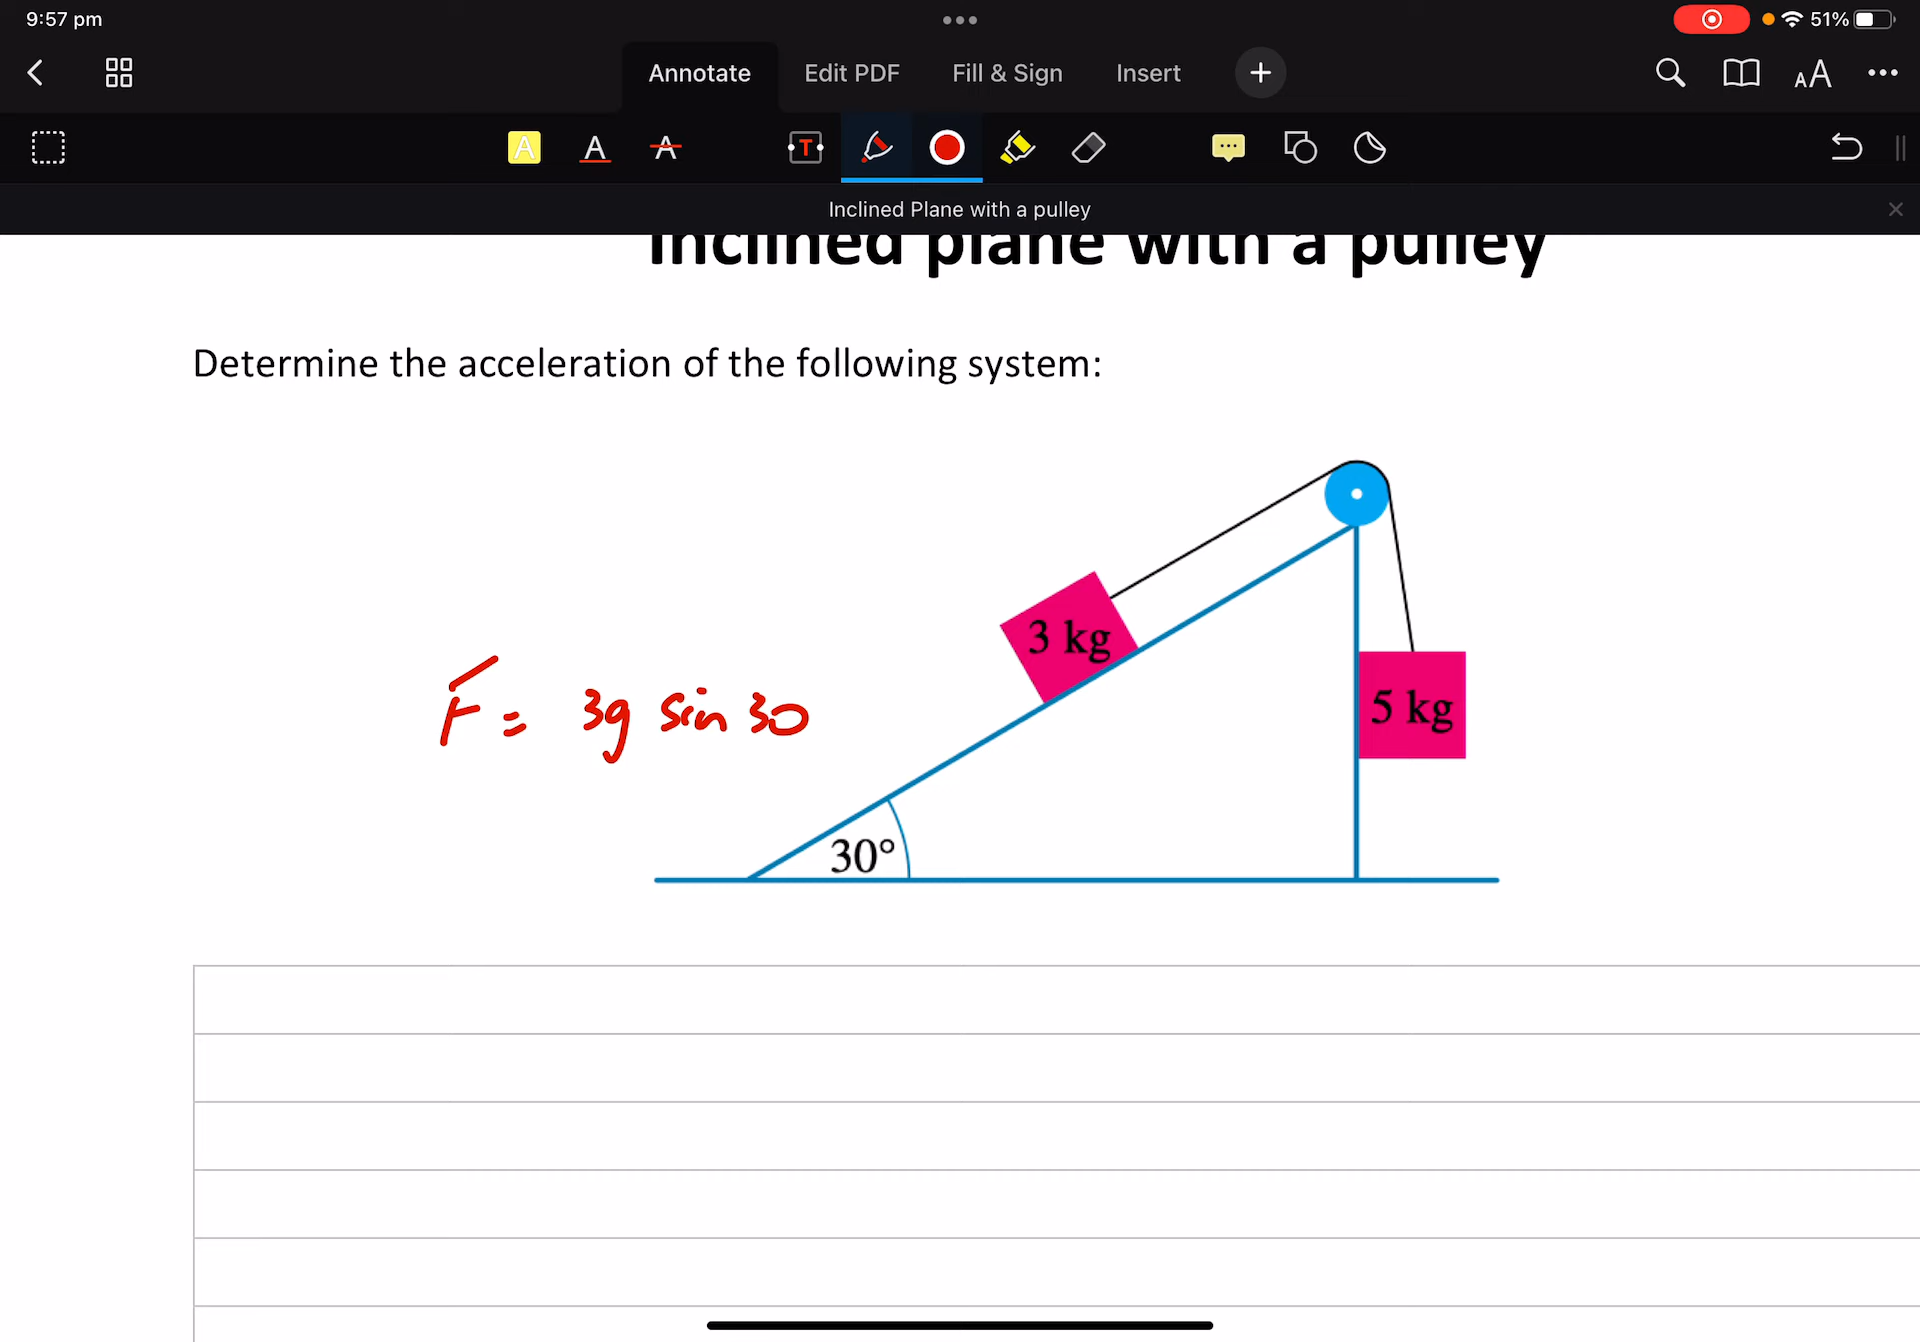 9:57 pm
51%
Annotate Edit PDF Fill & Sign Insert
A A A T AA
Inclined Plane with a pulley
Inclined plane with a pulley
Determine the acceleration of the following system:
3 kg
F = 3g sin 30
5 kg
30°